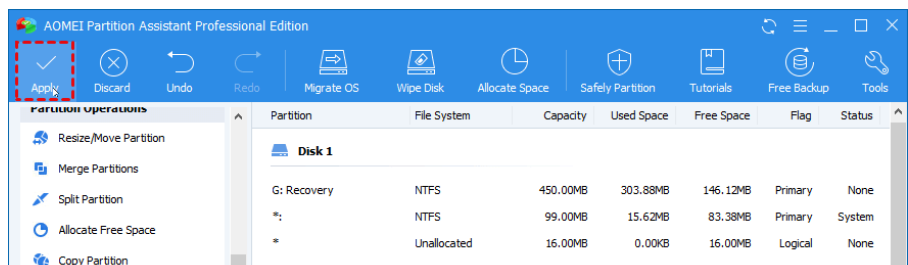 AOMEI Partition Assistant Professional Edition
Apply Discard Undo Redo Migrate OS Wipe Disk Allocate Space Safely Partition Tutorials Free Backup Tools
Partition Operations
Resize/Move Partition
Merge Partitions
Split Partition
Allocate Free Space
Copy Partition
Partition File System Capacity Used Space Free Space Flag Status
Disk 1
G: Recovery NTFS 450.00MB 303.88MB 146.12MB Primary None
*: NTFS 99.00MB 15.62MB 83.38MB Primary System
* Unallocated 16.00MB 0.00KB 16.00MB Logical None